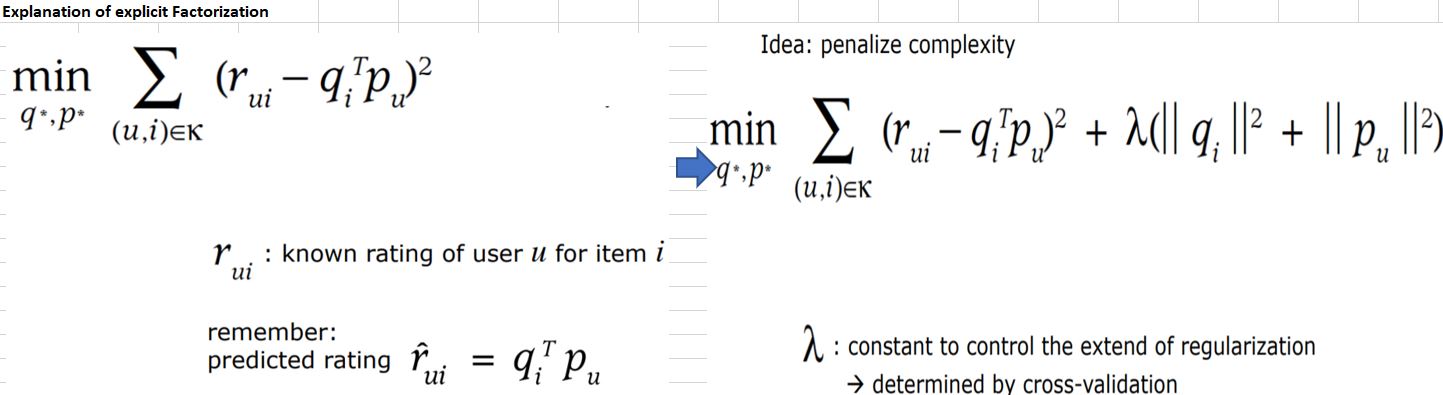 Explanation of explicit Factorization
min Σ (r_ui − q_i^T p_u)^2
q*,p* (u,i)∈κ
r_ui : known rating of user u for item i
remember:
predicted rating r̂_ui = q_i^T p_u
Idea: penalize complexity
min Σ (r_ui − q_i^T p_u)^2 + λ(|| q_i ||^2 + || p_u ||^2)
q*,p* (u,i)∈κ
λ : constant to control the extend of regularization
→ determined by cross-validation